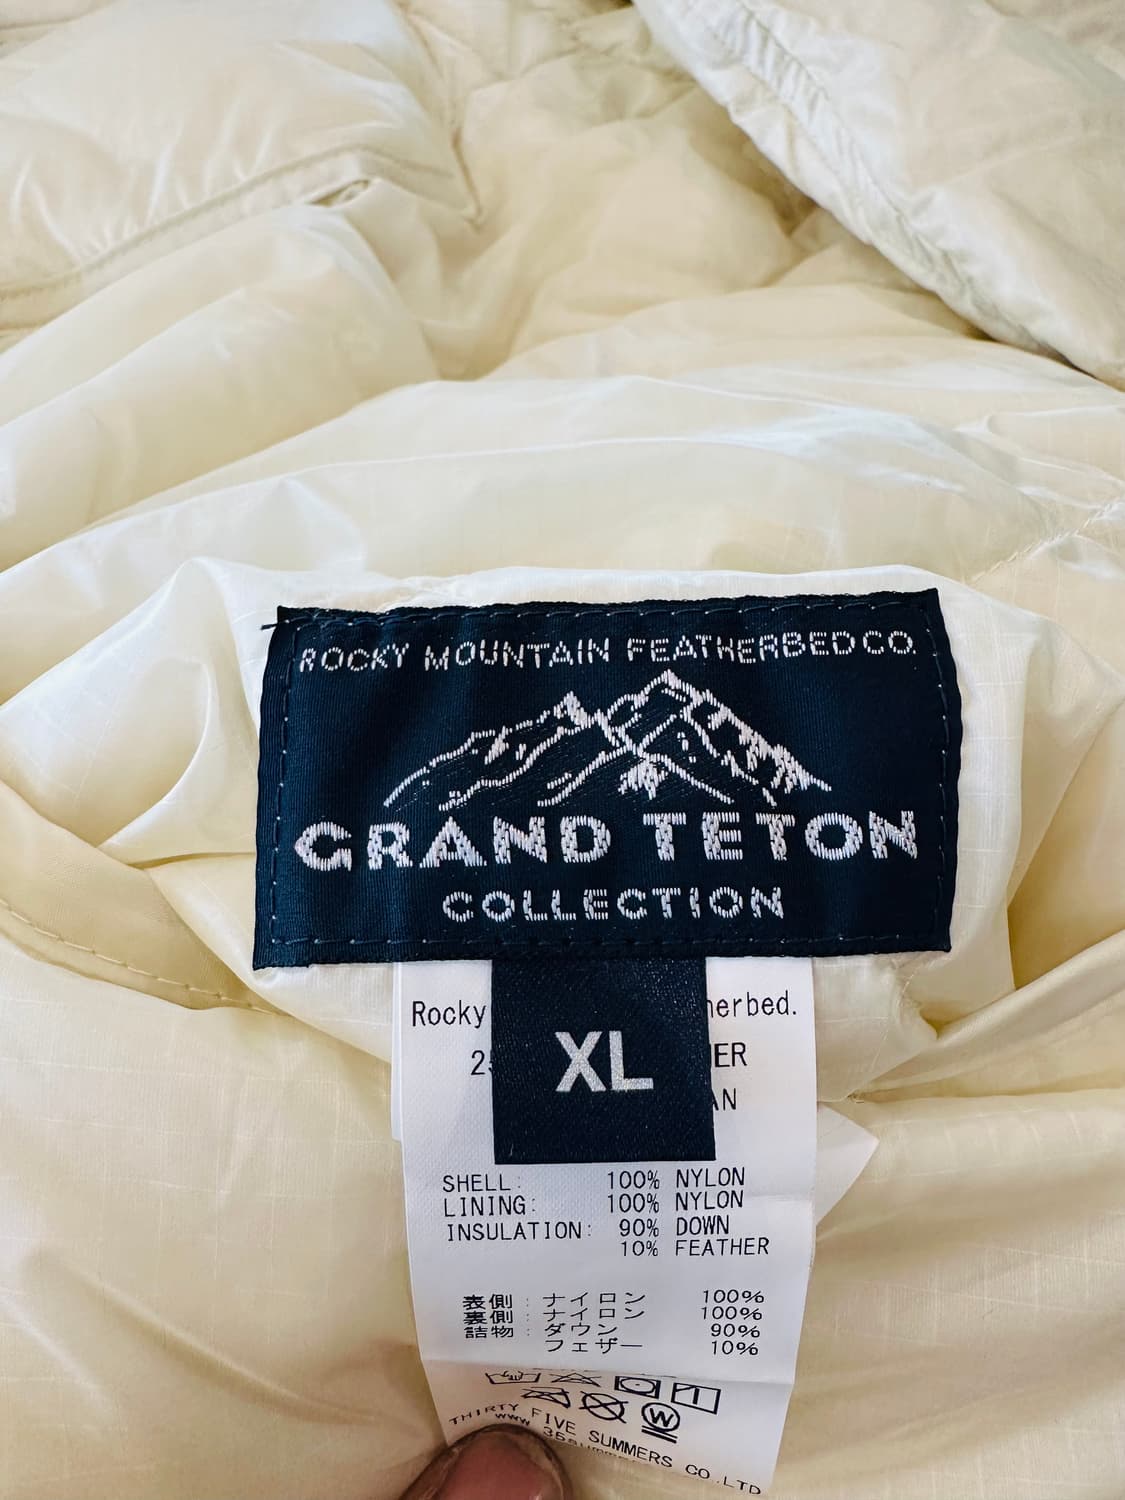 ROCKY MOUNTAIN FEATHERBED CO.
GRAND TETON
COLLECTION
XL
Rocky
herbed.
SHELL: 100% NYLON
LINING: 100% NYLON
INSULATION: 90% DOWN
10% FEATHER
表側：ナイロン 100%
裏側：ナイロン 100%
詰物：ダウン 90%
フェザー 10%
W
THIRTY FIVE SUMMERS CO.,LTD